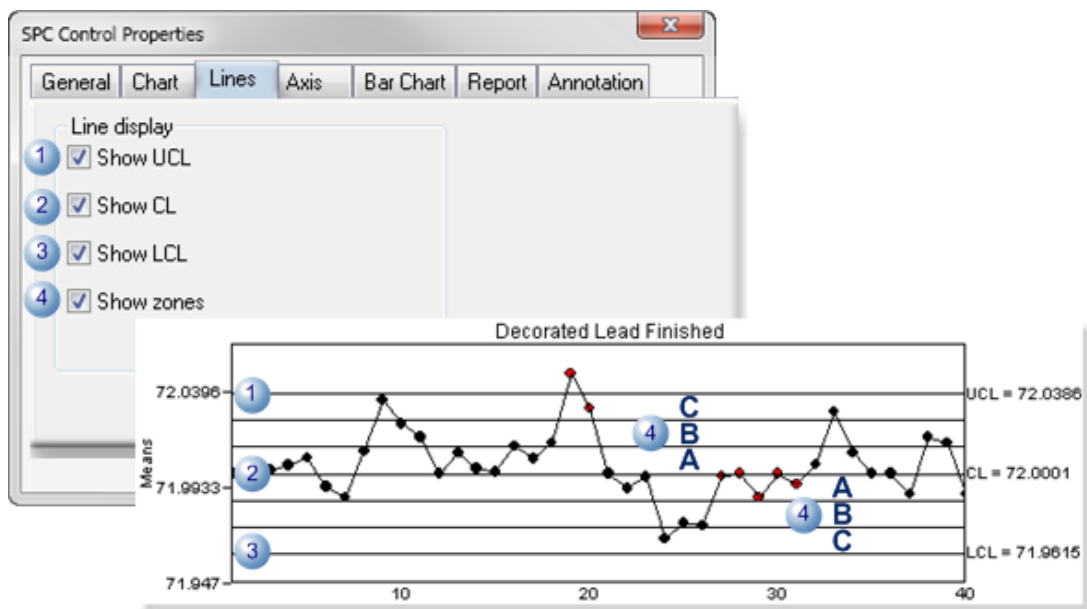 SPC Control Properties
General Chart Lines Axis Bar Chart Report Annotation
Line display
1 Show UCL
2 Show CL
3 Show LCL
4 Show zones
Decorated Lead Finished
72.0396 1 UCL = 72.0386
C
4 B
A
Means
2 CL = 72.0001
71.9933
A
4 B
C
3 LCL = 71.9615
71.947
10 20 30 40